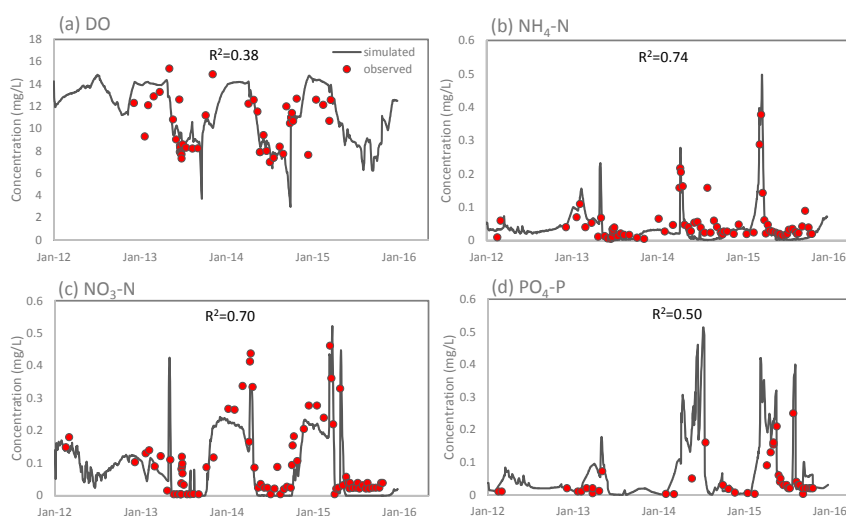 (a) DO
R²=0.38
simulated
observed
Concentration (mg/L)
18
16
14
12
10
8
6
4
2
0
Jan-12 Jan-13 Jan-14 Jan-15 Jan-16
(b) NH₄-N
R²=0.74
Concentration (mg/L)
0.6
0.5
0.4
0.3
0.2
0.1
0
Jan-12 Jan-13 Jan-14 Jan-15 Jan-16
(c) NO₃-N
R²=0.70
Concentration (mg/L)
0.6
0.5
0.4
0.3
0.2
0.1
0
Jan-12 Jan-13 Jan-14 Jan-15 Jan-16
(d) PO₄-P
R²=0.50
Concentration (mg/L)
0.6
0.5
0.4
0.3
0.2
0.1
0
Jan-12 Jan-13 Jan-14 Jan-15 Jan-16